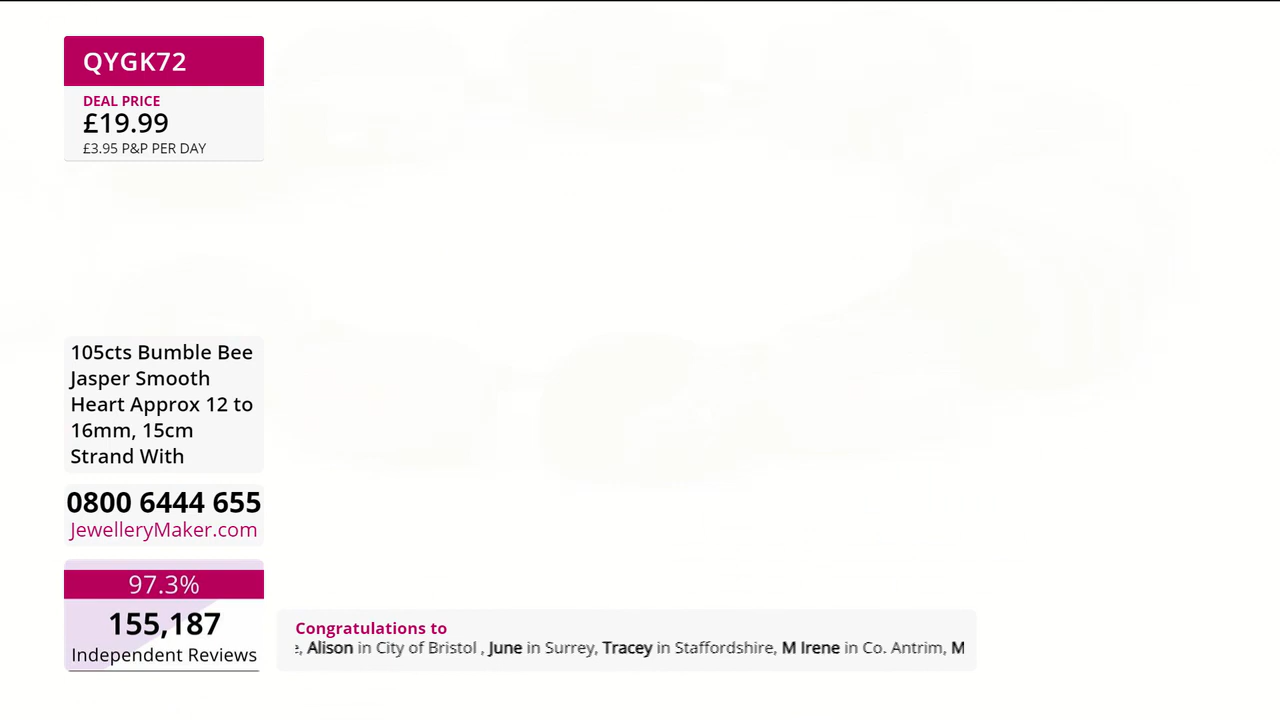 QYGK72
DEAL PRICE
£19.99
£3.95 P&P PER DAY
105cts Bumble Bee
Jasper Smooth
Heart Approx 12 to
16mm, 15cm
Strand With
0800 6444 655
JewelleryMaker.com
97.3%
155,187
Independent Reviews
Congratulations to
, Alison in City of Bristol , June in Surrey, Tracey in Staffordshire, M Irene in Co. Antrim, M